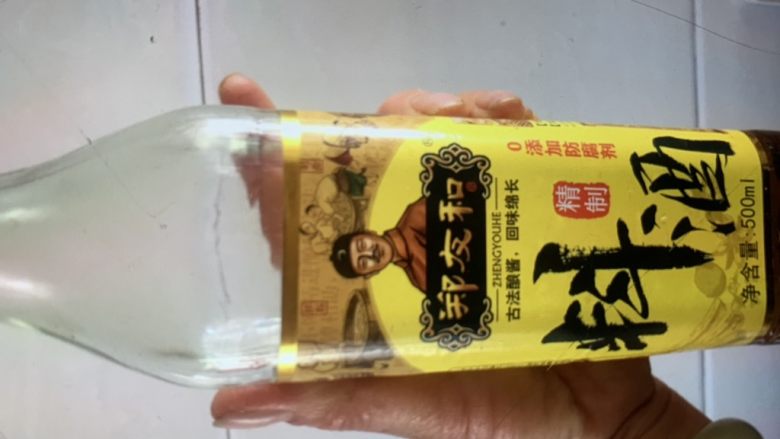 郑友和
ZHENGYOUHE
古法酿酱，回味绵长
0添加防腐剂
精制
料酒
净含量:500ml